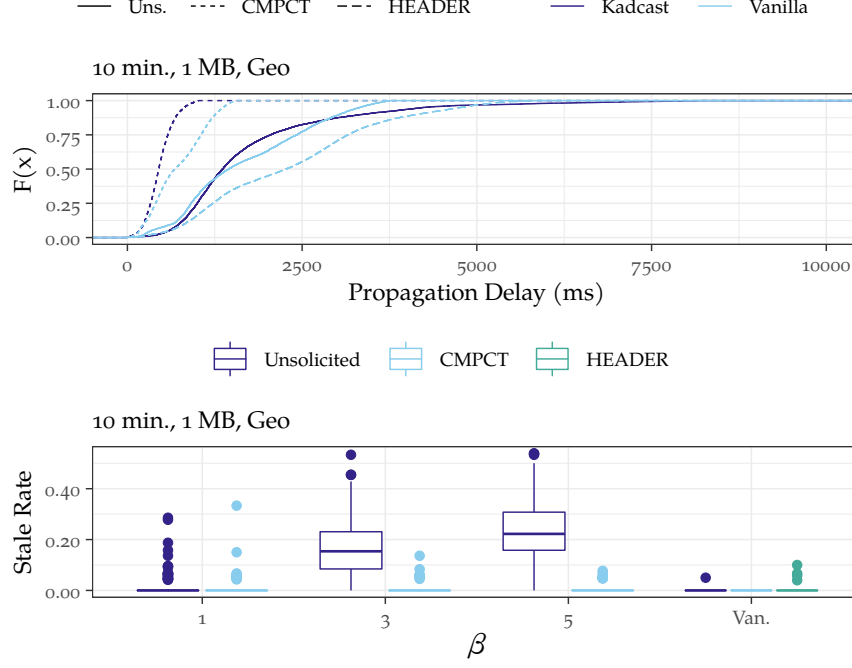 Uns. CMPCT HEADER Kadcast Vanilla
10 min., 1 MB, Geo
1.00
0.75
0.50
0.25
0.00
F(x)
0 2500 5000 7500 10000
Propagation Delay (ms)
Unsolicited CMPCT HEADER
10 min., 1 MB, Geo
0.40
0.20
0.00
Stale Rate
1 3 5 Van.
β